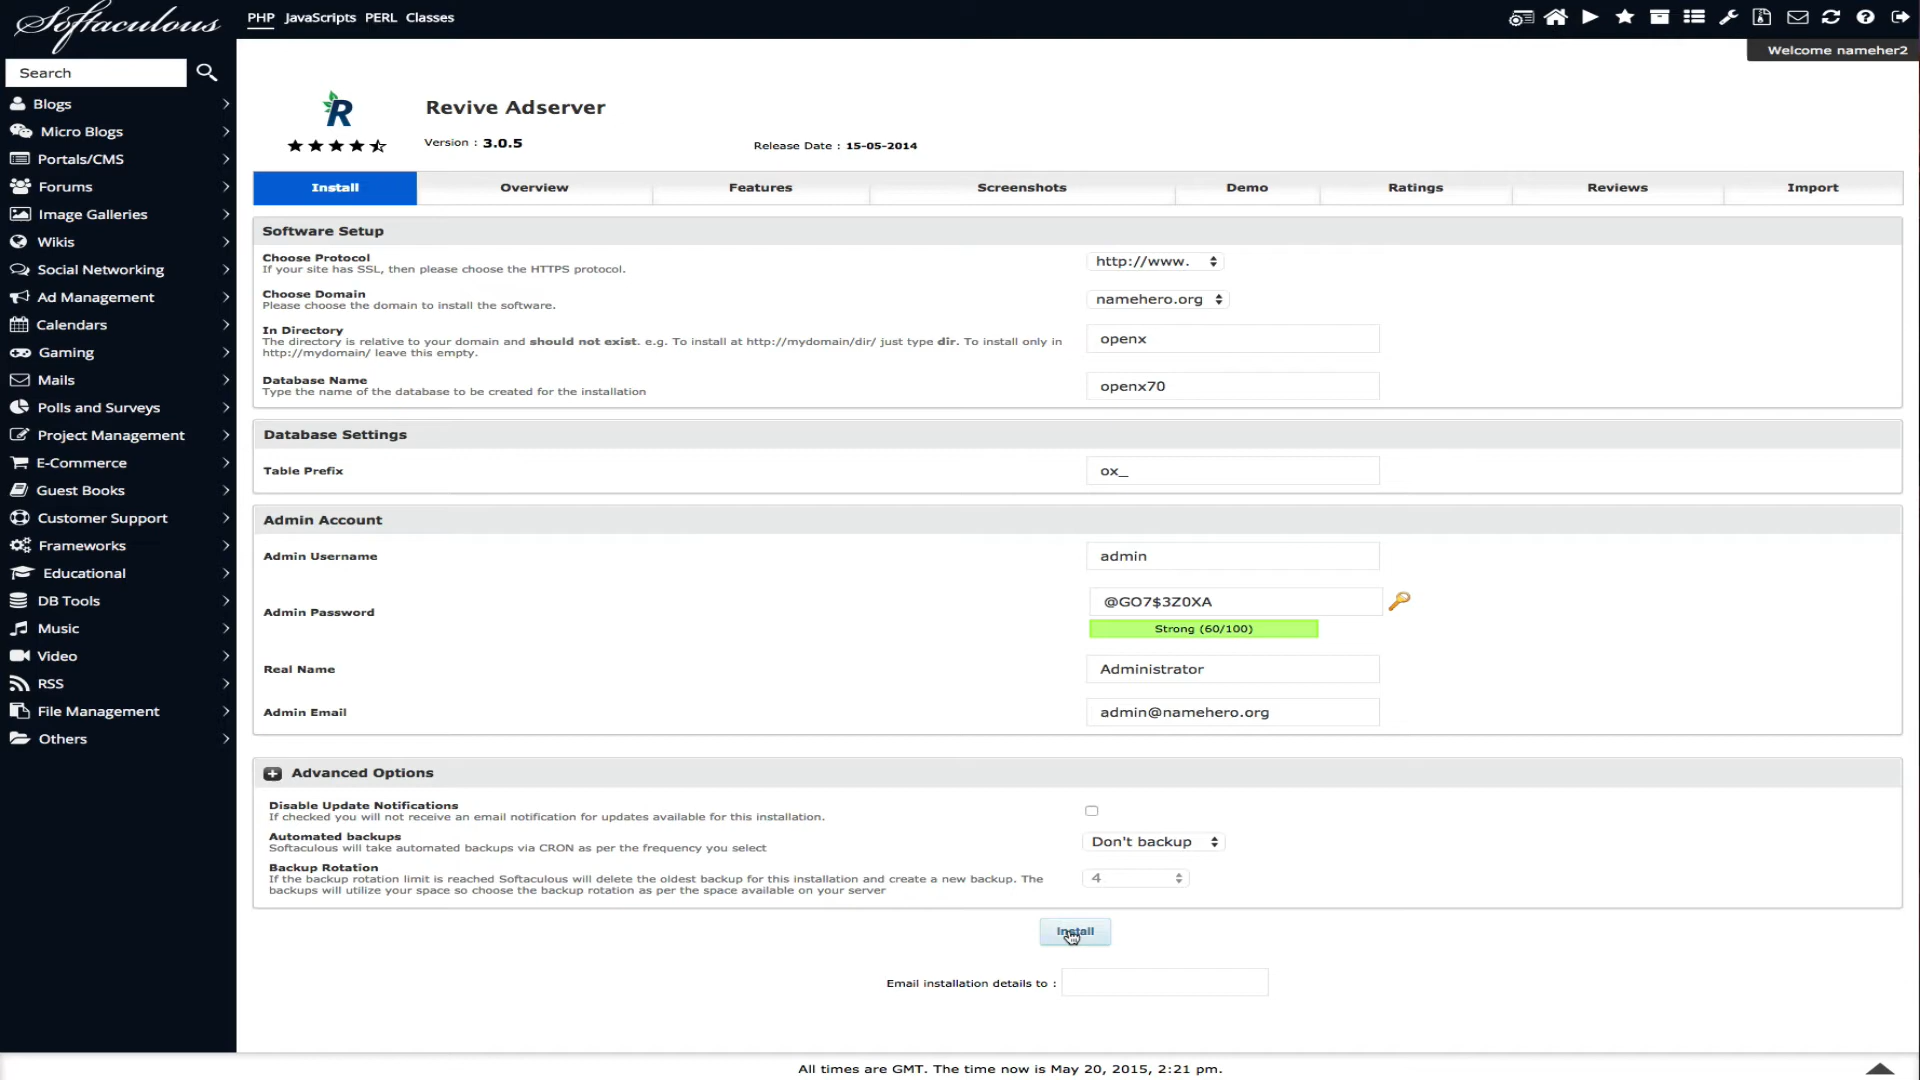 Softaculous
PHP JavaScripts PERL Classes
Welcome nameher2
Search
Blogs
Micro Blogs
Portals/CMS
Forums
Image Galleries
Wikis
Social Networking
Ad Management
Calendars
Gaming
Mails
Polls and Surveys
Project Management
E-Commerce
Guest Books
Customer Support
Frameworks
Educational
DB Tools
Music
Video
RSS
File Management
Others
R
Revive Adserver
Version : 3.0.5
Release Date : 15-05-2014
Install Overview Features Screenshots Demo Ratings Reviews Import
Software Setup
Choose Protocol
If your site has SSL, then please choose the HTTPS protocol.
http://www.
Choose Domain
Please choose the domain to install the software.
namehero.org
In Directory
The directory is relative to your domain and should not exist. e.g. To install at http://mydomain/dir/ just type dir. To install only in
http://mydomain/ leave this empty.
openx
Database Name
Type the name of the database to be created for the installation
openx70
Database Settings
Table Prefix
ox_
Admin Account
Admin Username
admin
Admin Password
@GO7$3Z0XA
Strong (60/100)
Real Name
Administrator
Admin Email
admin@namehero.org
Advanced Options
Disable Update Notifications
If checked you will not receive an email notification for updates available for this installation.
Automated backups
Softaculous will take automated backups via CRON as per the frequency you select
Don't backup
Backup Rotation
If the backup rotation limit is reached Softaculous will delete the oldest backup for this installation and create a new backup. The
backups will utilize your space so choose the backup rotation as per the space available on your server
4
Install
Email installation details to :
All times are GMT. The time now is May 20, 2015, 2:21 pm.